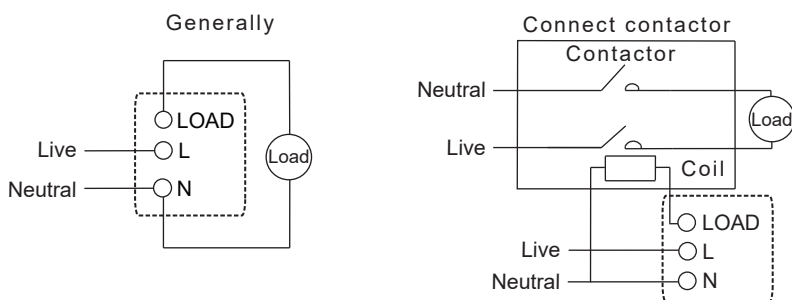 Generally
LOAD
Live
L
Load
Neutral
N
Connect contactor
Contactor
Neutral
Load
Live
Coil
LOAD
Live
L
Neutral
N